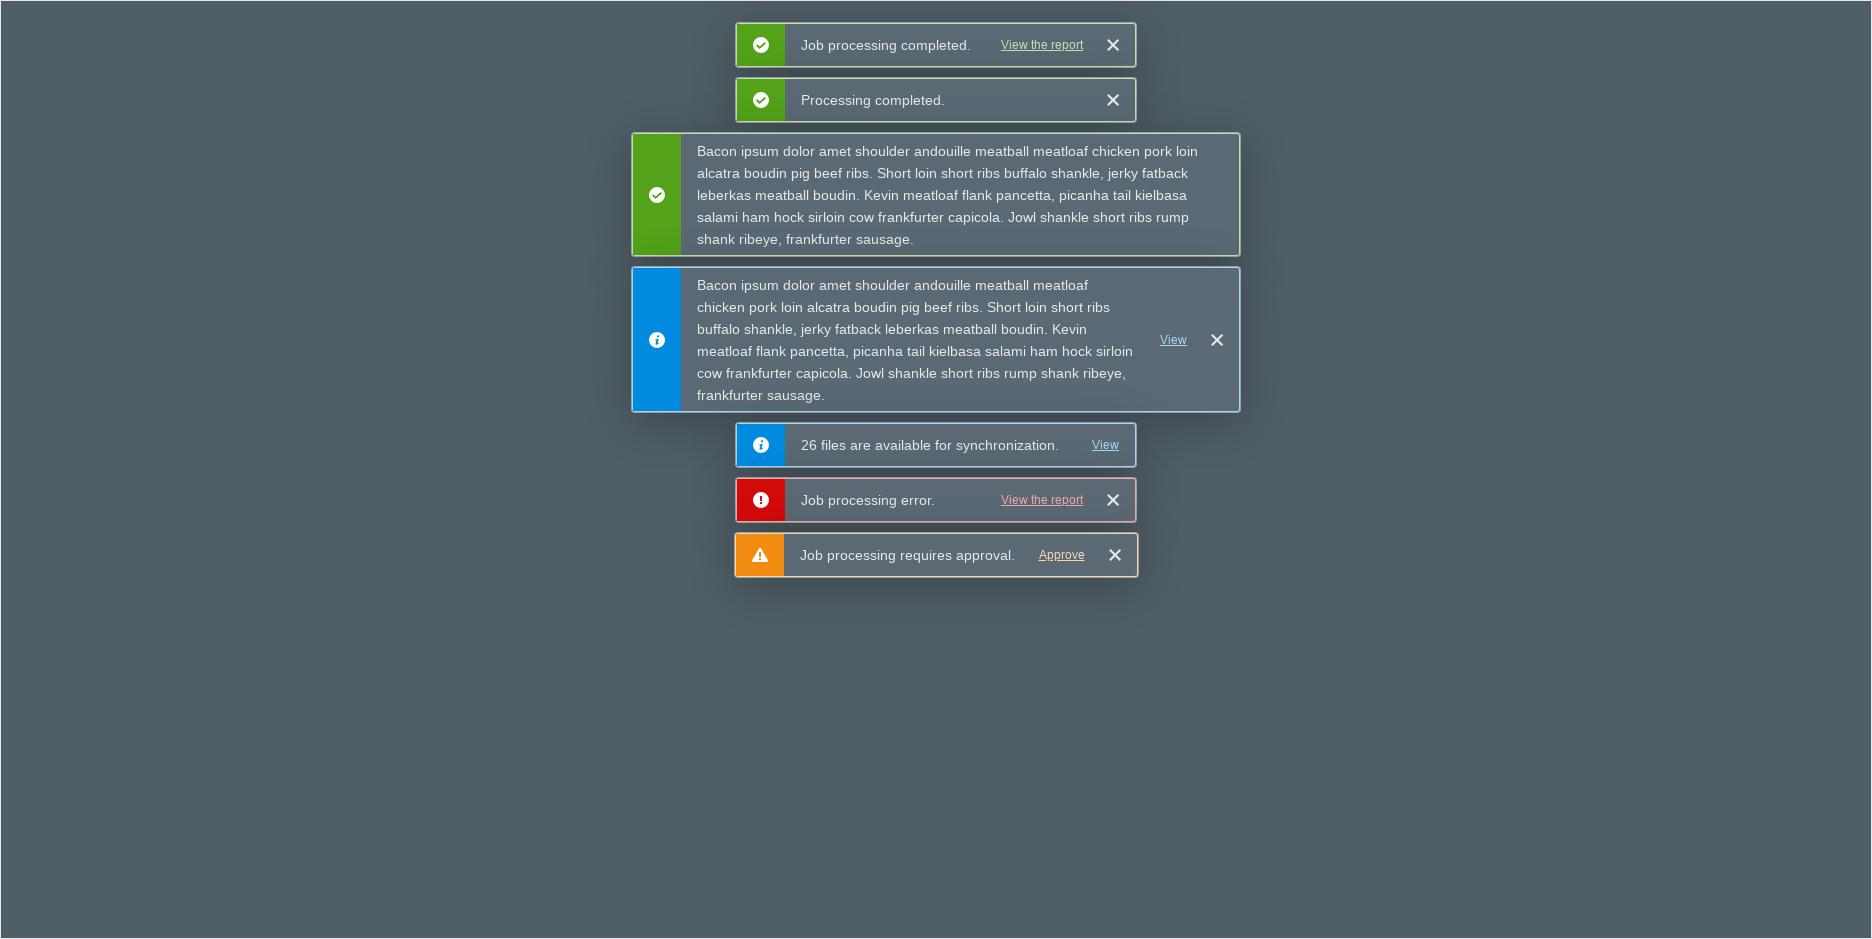 Job processing completed. View the report
Processing completed.
Bacon ipsum dolor amet shoulder andouille meatball meatloaf chicken pork loin
alcatra boudin pig beef ribs. Short loin short ribs buffalo shankle, jerky fatback
leberkas meatball boudin. Kevin meatloaf flank pancetta, picanha tail kielbasa
salami ham hock sirloin cow frankfurter capicola. Jowl shankle short ribs rump
shank ribeye, frankfurter sausage.
Bacon ipsum dolor amet shoulder andouille meatball meatloaf
chicken pork loin alcatra boudin pig beef ribs. Short loin short ribs
buffalo shankle, jerky fatback leberkas meatball boudin. Kevin
meatloaf flank pancetta, picanha tail kielbasa salami ham hock sirloin
cow frankfurter capicola. Jowl shankle short ribs rump shank ribeye,
frankfurter sausage.
View
26 files are available for synchronization. View
Job processing error. View the report
Job processing requires approval. Approve